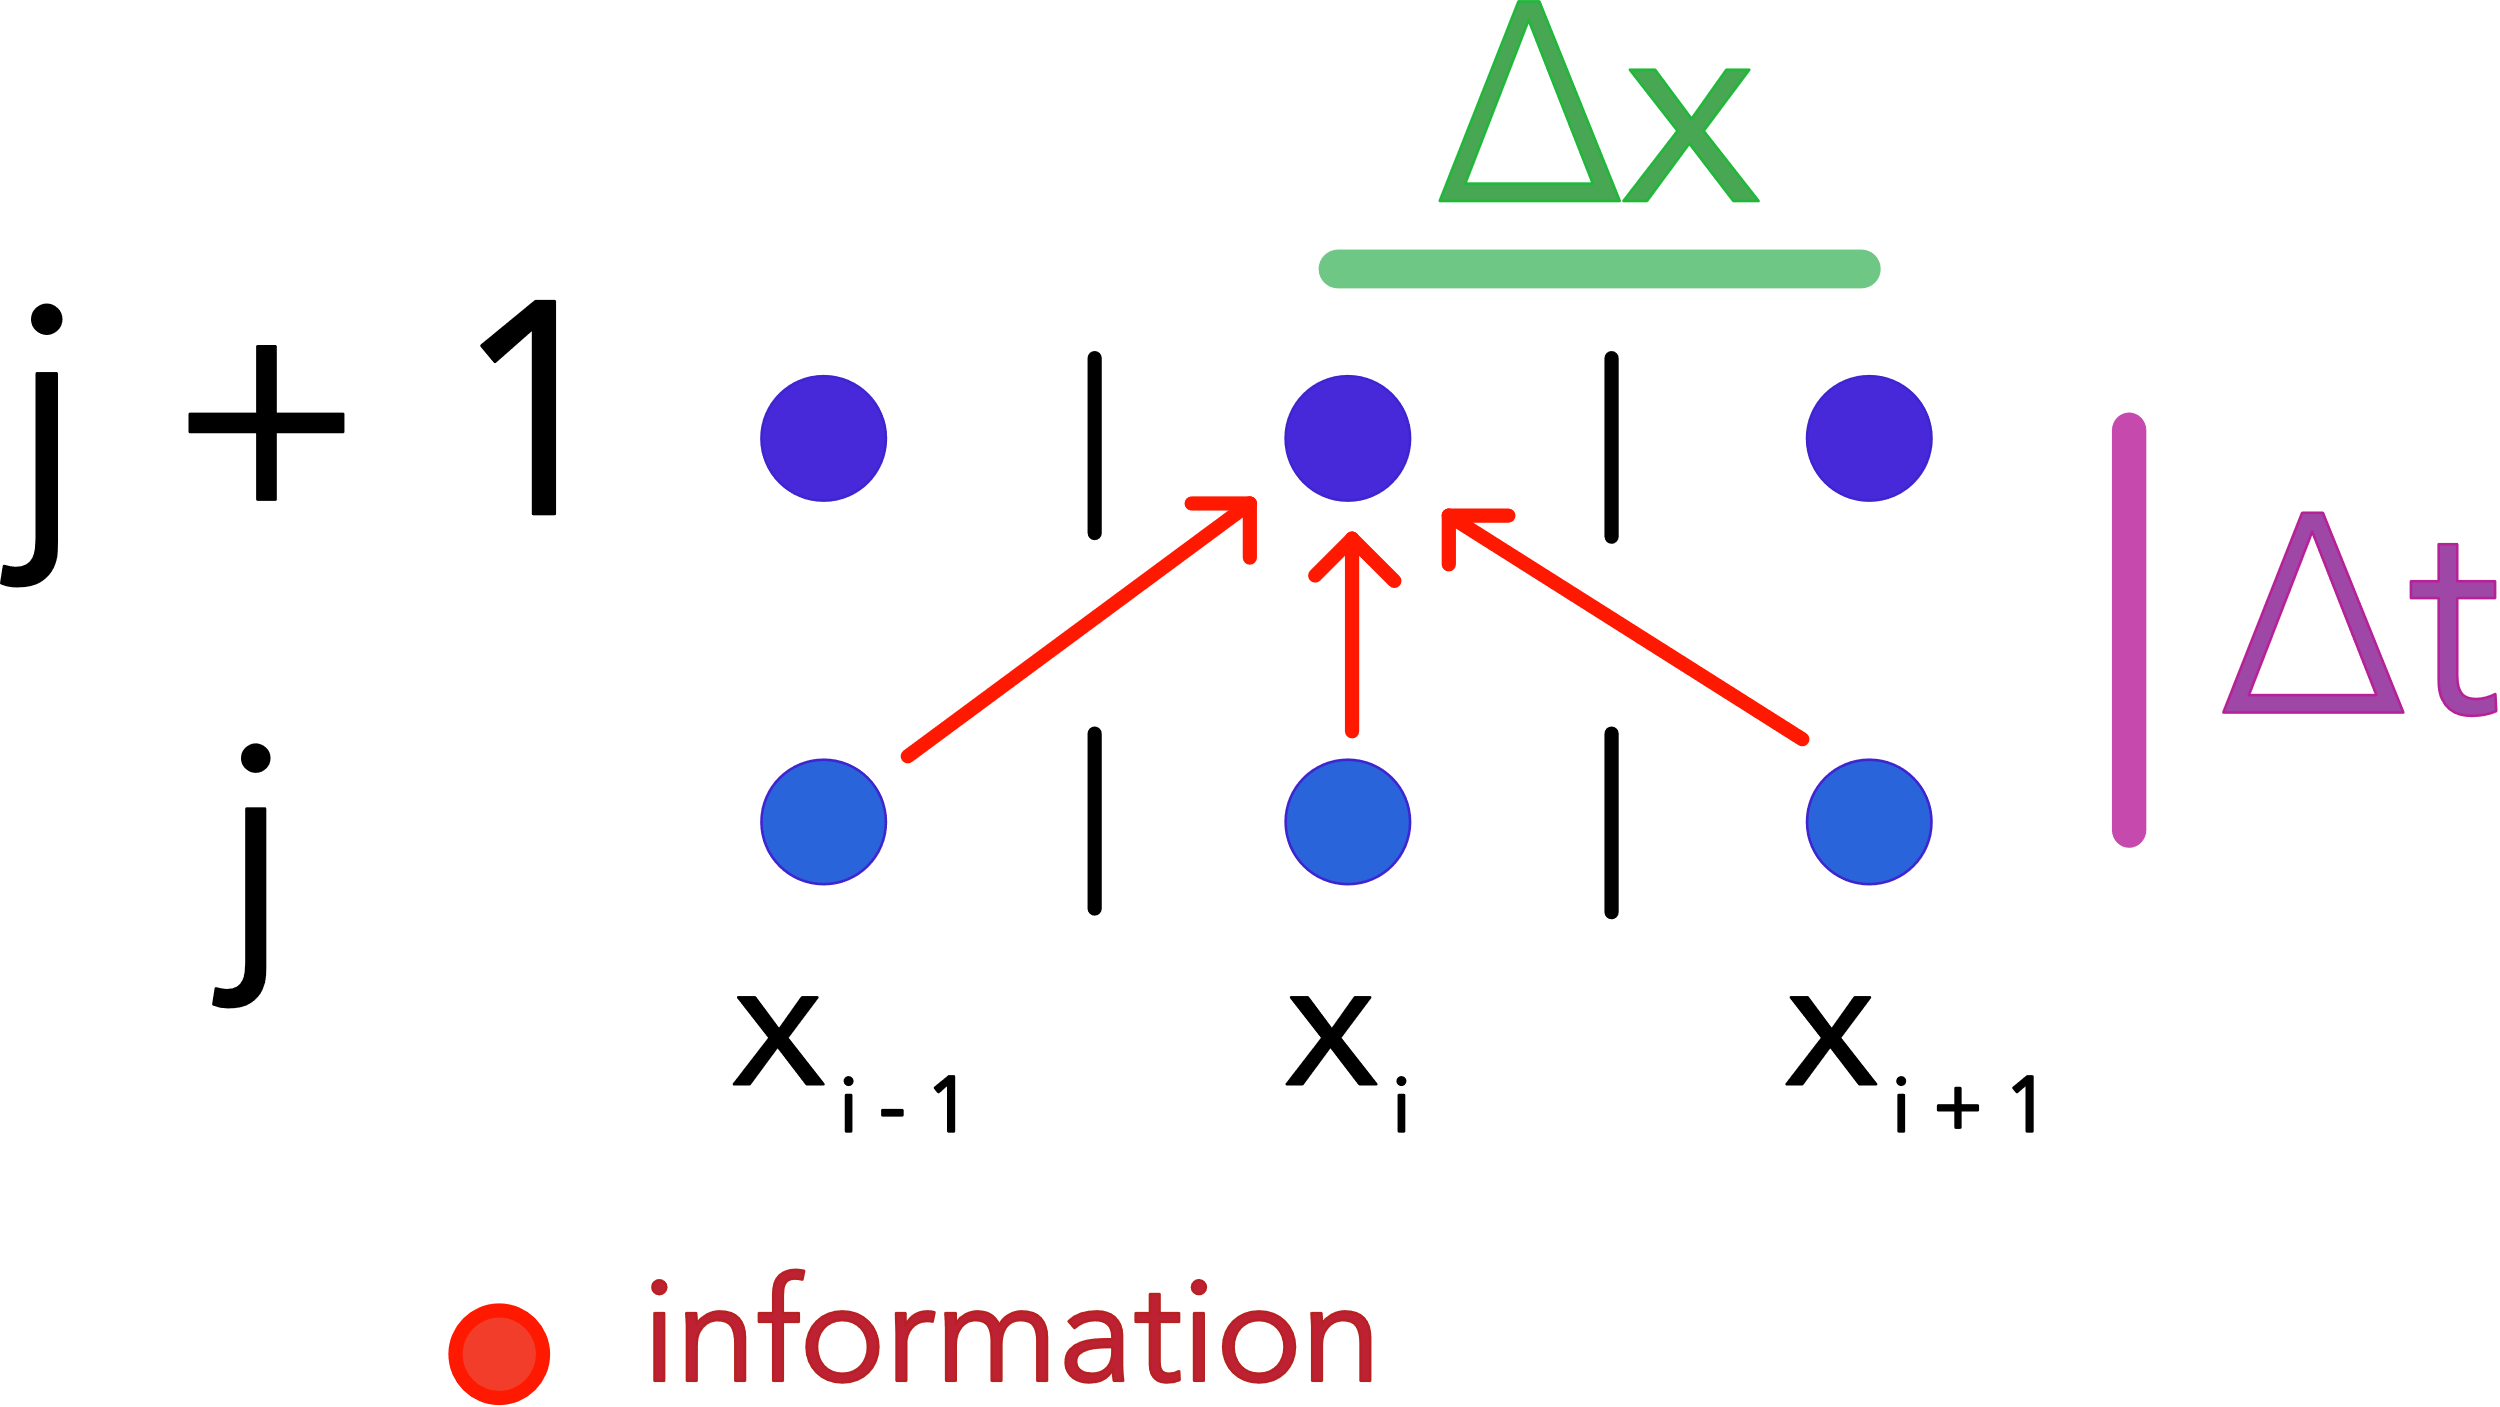 Δx
j + 1
Δt
j
x i - 1
x i
x i + 1
information